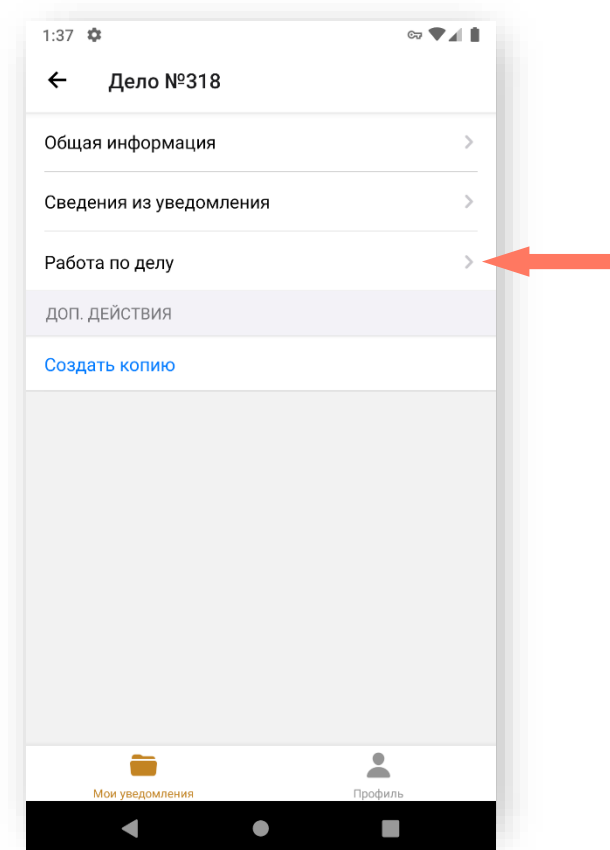 1:37
Дело №318
Общая информация
Сведения из уведомления
Работа по делу
ДОП. ДЕЙСТВИЯ
Создать копию
Мои уведомления
Профиль